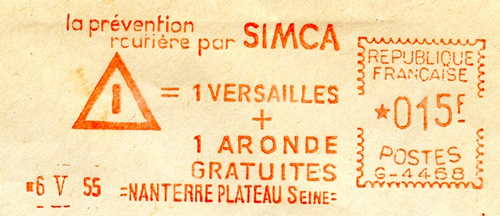 la prévention
routière par SIMCA
= 1 VERSAILLES
+
1 ARONDE
GRATUITES
*6 V 55 =NANTERRE PLATEAU SEINE=
REPUBLIQUE
FRANÇAISE
*015F
POSTES
G-4468